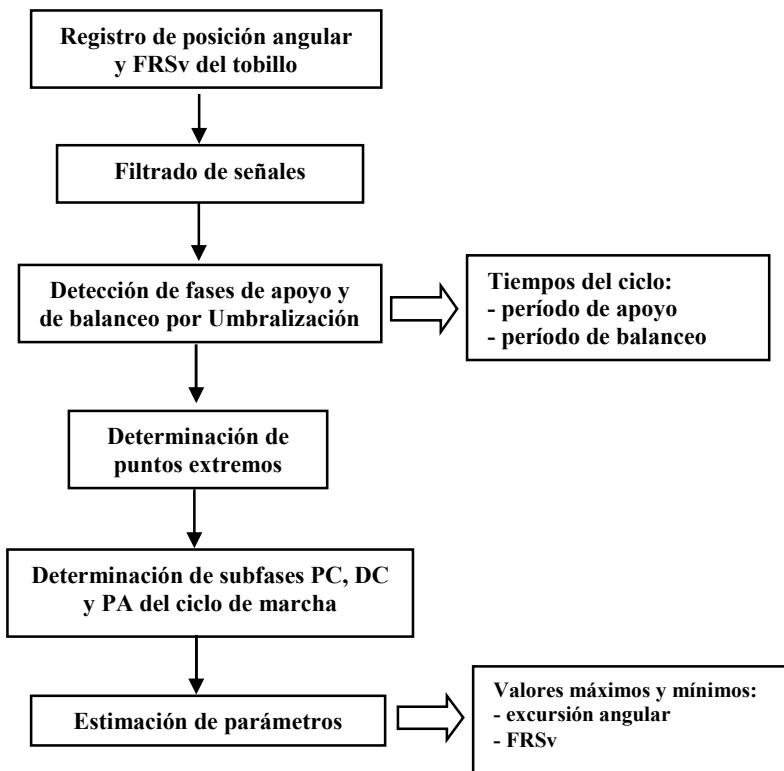 Registro de posición angular
y FRSv del tobillo
Filtrado de señales
Detección de fases de apoyo y
de balanceo por Umbralización
Tiempos del ciclo:
- período de apoyo
- período de balanceo
Determinación de
puntos extremos
Determinación de subfases PC, DC
y PA del ciclo de marcha
Estimación de parámetros
Valores máximos y mínimos:
- excursión angular
- FRSv